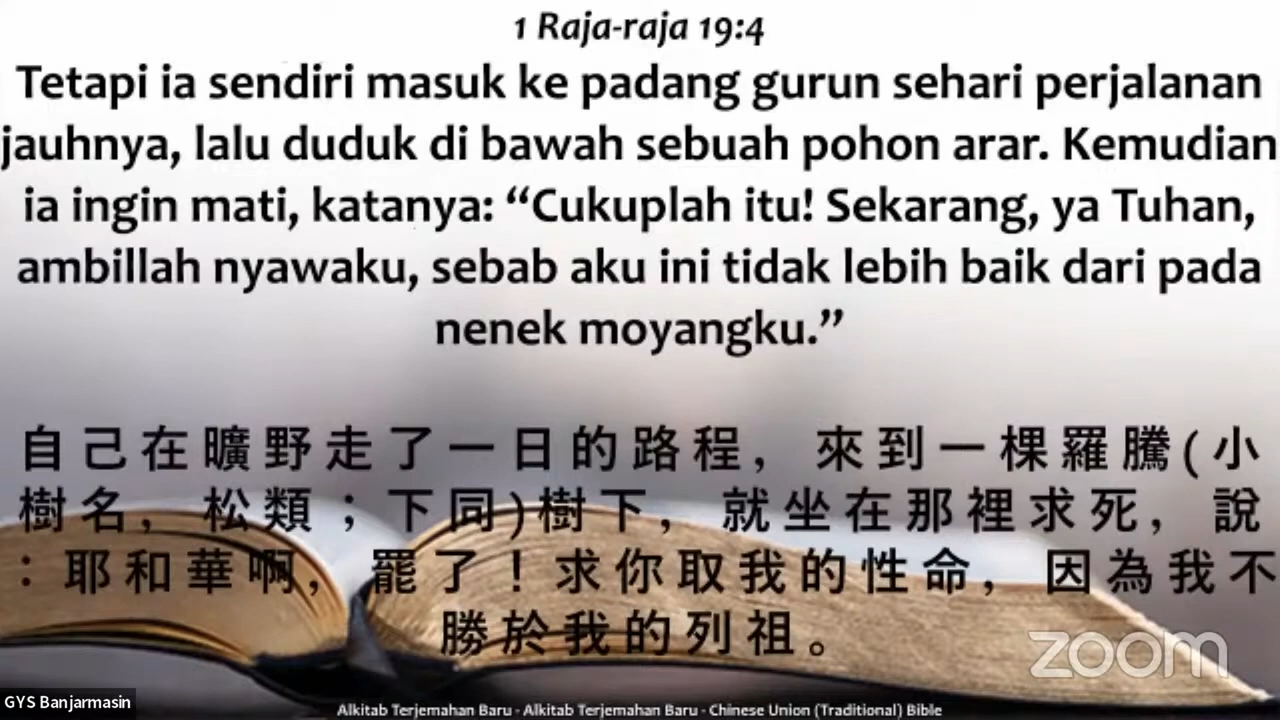 1 Raja-raja 19:4
Tetapi ia sendiri masuk ke padang gurun sehari perjalanan
jauhnya, lalu duduk di bawah sebuah pohon arar. Kemudian
ia ingin mati, katanya: “Cukuplah itu! Sekarang, ya Tuhan,
ambillah nyawaku, sebab aku ini tidak lebih baik dari pada
nenek moyangku.”
自己在曠野走了一日的路程，來到一棵羅騰(小
樹名，松類；下同)樹下，就坐在那裡求死，說
：耶和華啊，罷了！求你取我的性命，因為我不
勝於我的列祖。
zoom
GYS Banjarmasin
Alkitab Terjemahan Baru - Alkitab Terjemahan Baru - Chinese Union (Traditional) Bible